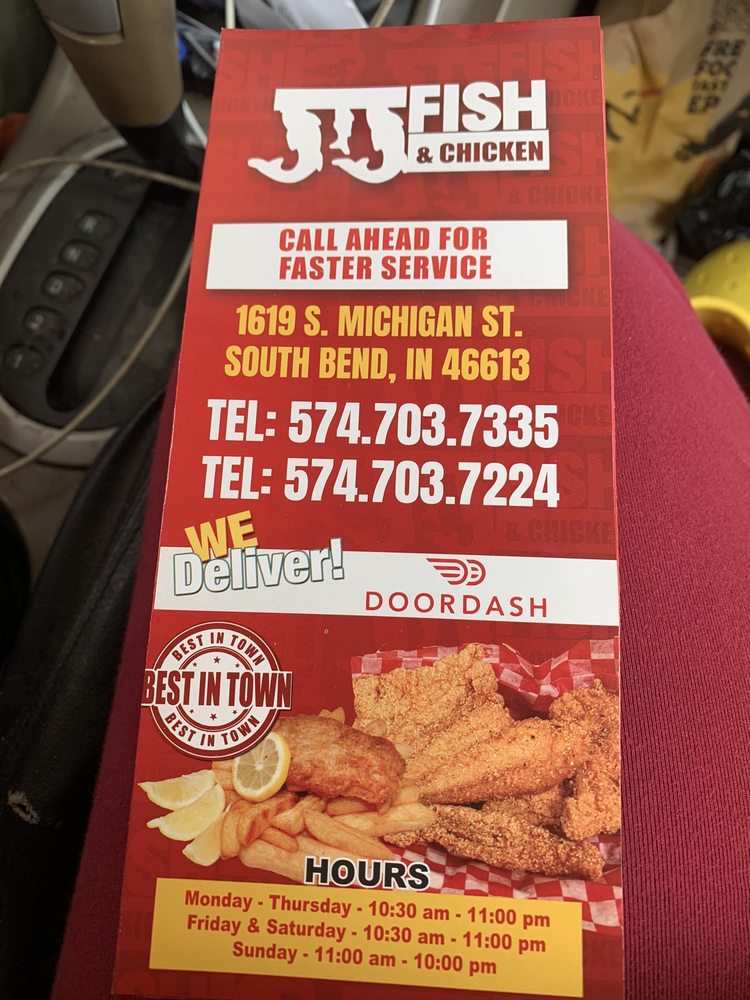 JJ FISH
& CHICKEN
CALL AHEAD FOR
FASTER SERVICE
1619 S. MICHIGAN ST.
SOUTH BEND, IN 46613
TEL: 574.703.7335
TEL: 574.703.7224
WE
Deliver!
DOORDASH
BEST IN TOWN
BEST IN TOWN
BEST IN TOWN
HOURS
Monday - Thursday - 10:30 am - 11:00 pm
Friday & Saturday - 10:30 am - 11:00 pm
Sunday - 11:00 am - 10:00 pm